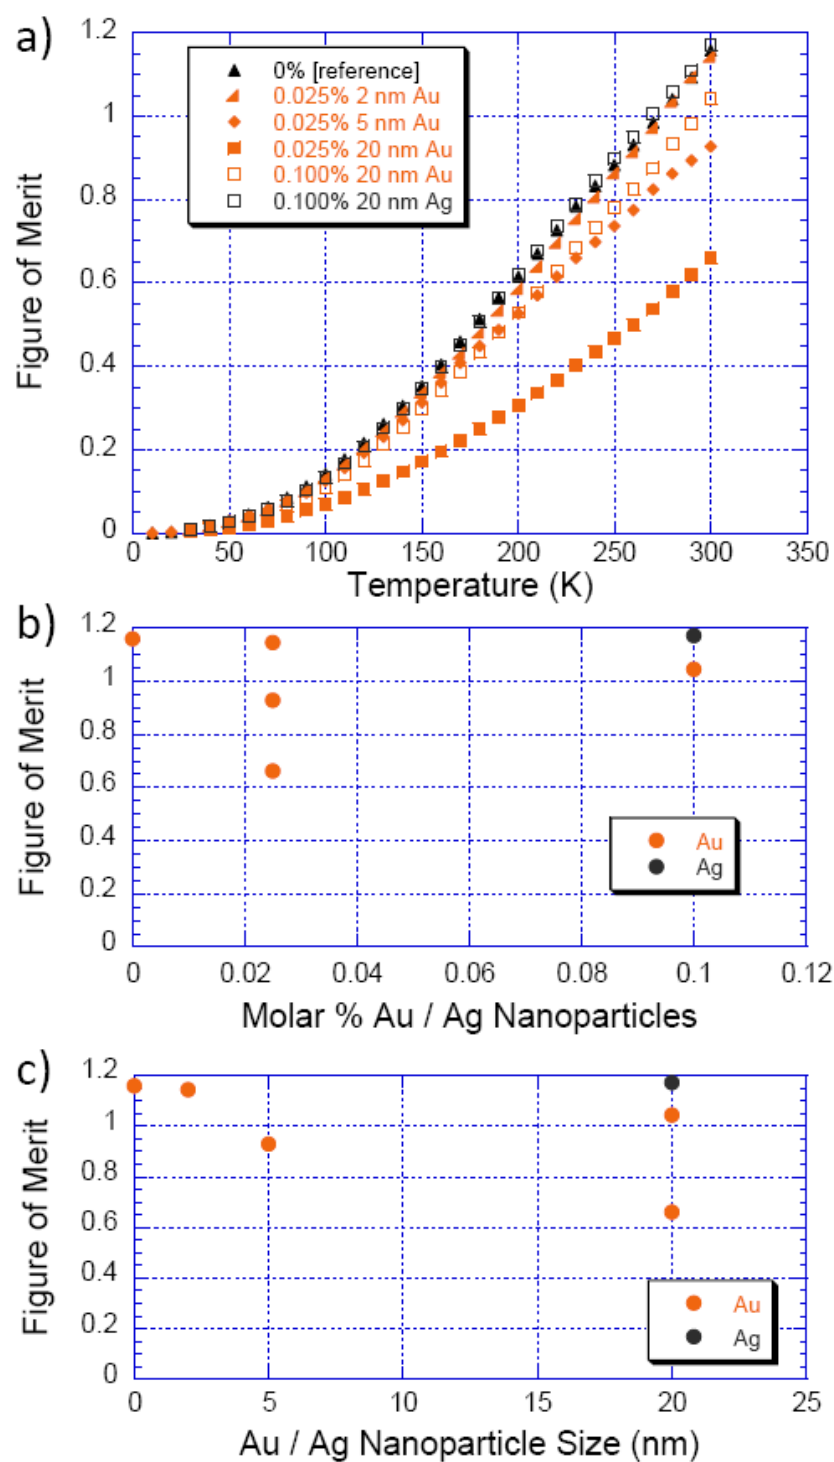 a)
1.2
1
0.8
0.6
0.4
0.2
0
Figure of Merit
0% [reference]
0.025% 2 nm Au
0.025% 5 nm Au
0.025% 20 nm Au
0.100% 20 nm Au
0.100% 20 nm Ag
0 50 100 150 200 250 300 350
Temperature (K)
b)
1.2
1
0.8
0.6
0.4
0.2
0
Figure of Merit
Au
Ag
0 0.02 0.04 0.06 0.08 0.1 0.12
Molar % Au / Ag Nanoparticles
c)
1.2
1
0.8
0.6
0.4
0.2
0
Figure of Merit
Au
Ag
0 5 10 15 20 25
Au / Ag Nanoparticle Size (nm)